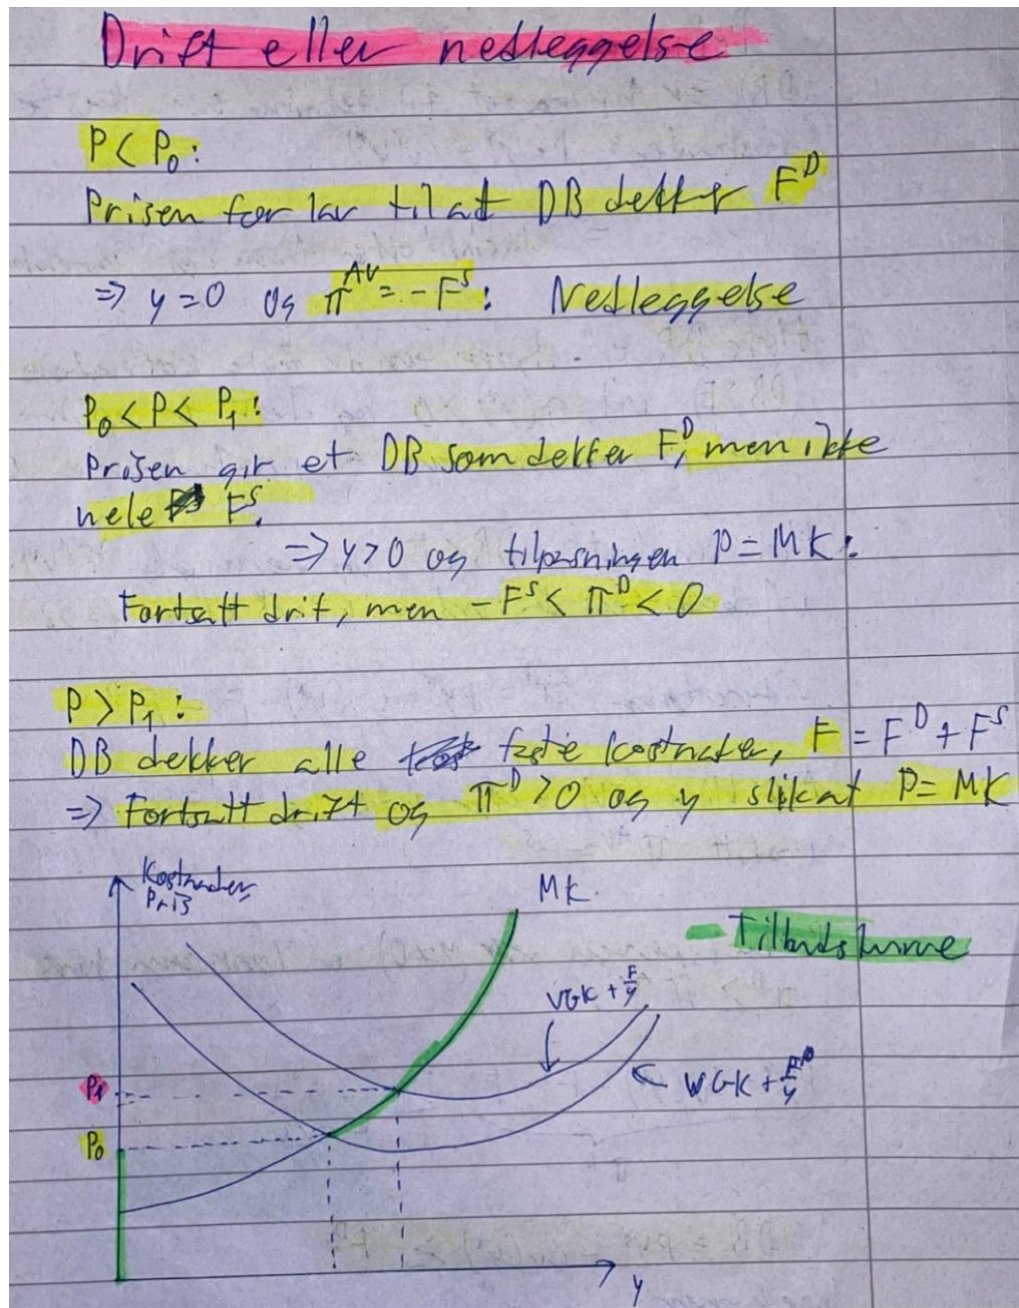 Drift eller nedleggelse
P < P₀:
Prisen for lav til at DB dekker F^D
=> y = 0 og π^AV = -F^S: Nedleggelse
P₀ < P < P₁:
Prisen gir et DB som dekker F^D, men ikke
hele F^S.
=> y > 0 og tilpasningen p = MK:
Fortsatt drift, men -F^S < π^D < 0
P > P₁:
DB dekker alle faste kostnader, F = F^D + F^S
=> Fortsatt drift og π^D > 0 og y slik at P = MK
Kostnader,
Pris
MK
Tilbudskurve
VGK + F/y
P₁
VGK +
P₀
y